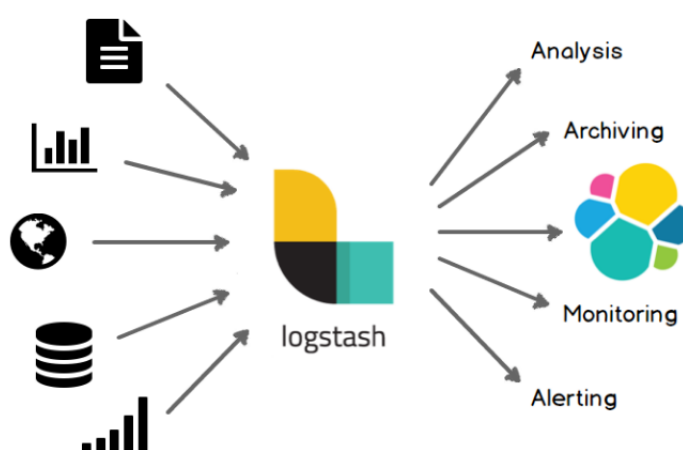 Analysis
Archiving
logstash
Monitoring
Alerting